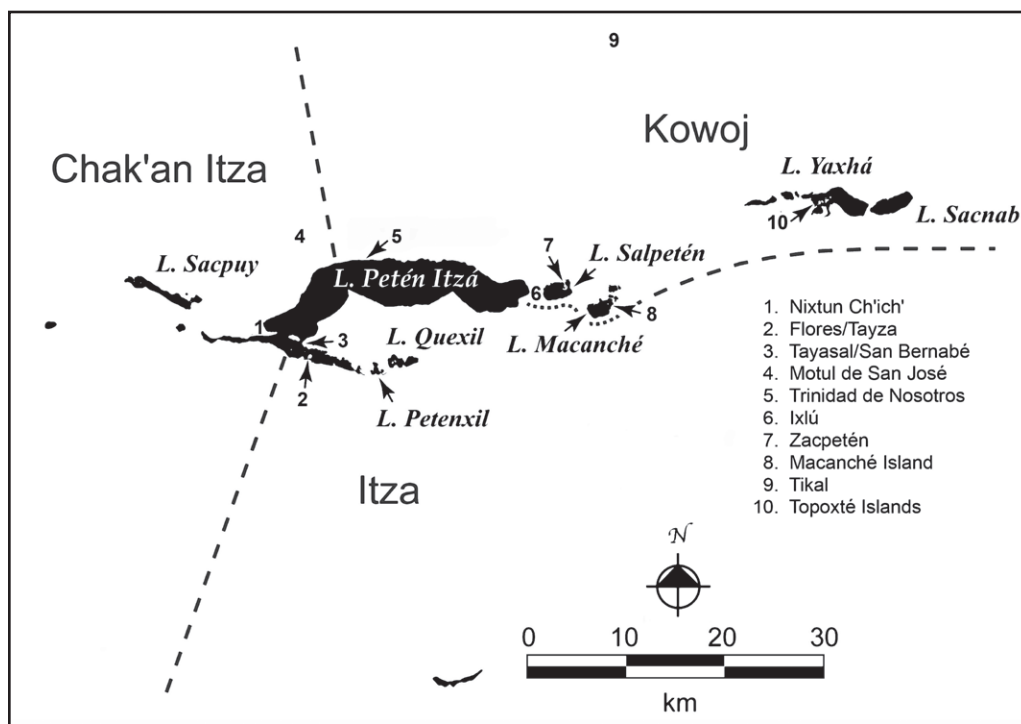 9
Kowoj
Chak'an Itza
L. Yaxhá
10
L. Sacnab
4
5
7
L. Salpetén
L. Sacpuy
L. Petén Itzá
6
8
1
3
L. Quexil
L. Macanché
2
L. Petenxil
Itza
1. Nixtun Ch'ich'
2. Flores/Tayza
3. Tayasal/San Bernabé
4. Motul de San José
5. Trinidad de Nosotros
6. Ixlú
7. Zacpetén
8. Macanché Island
9. Tikal
10. Topoxté Islands
N
0 10 20 30
km